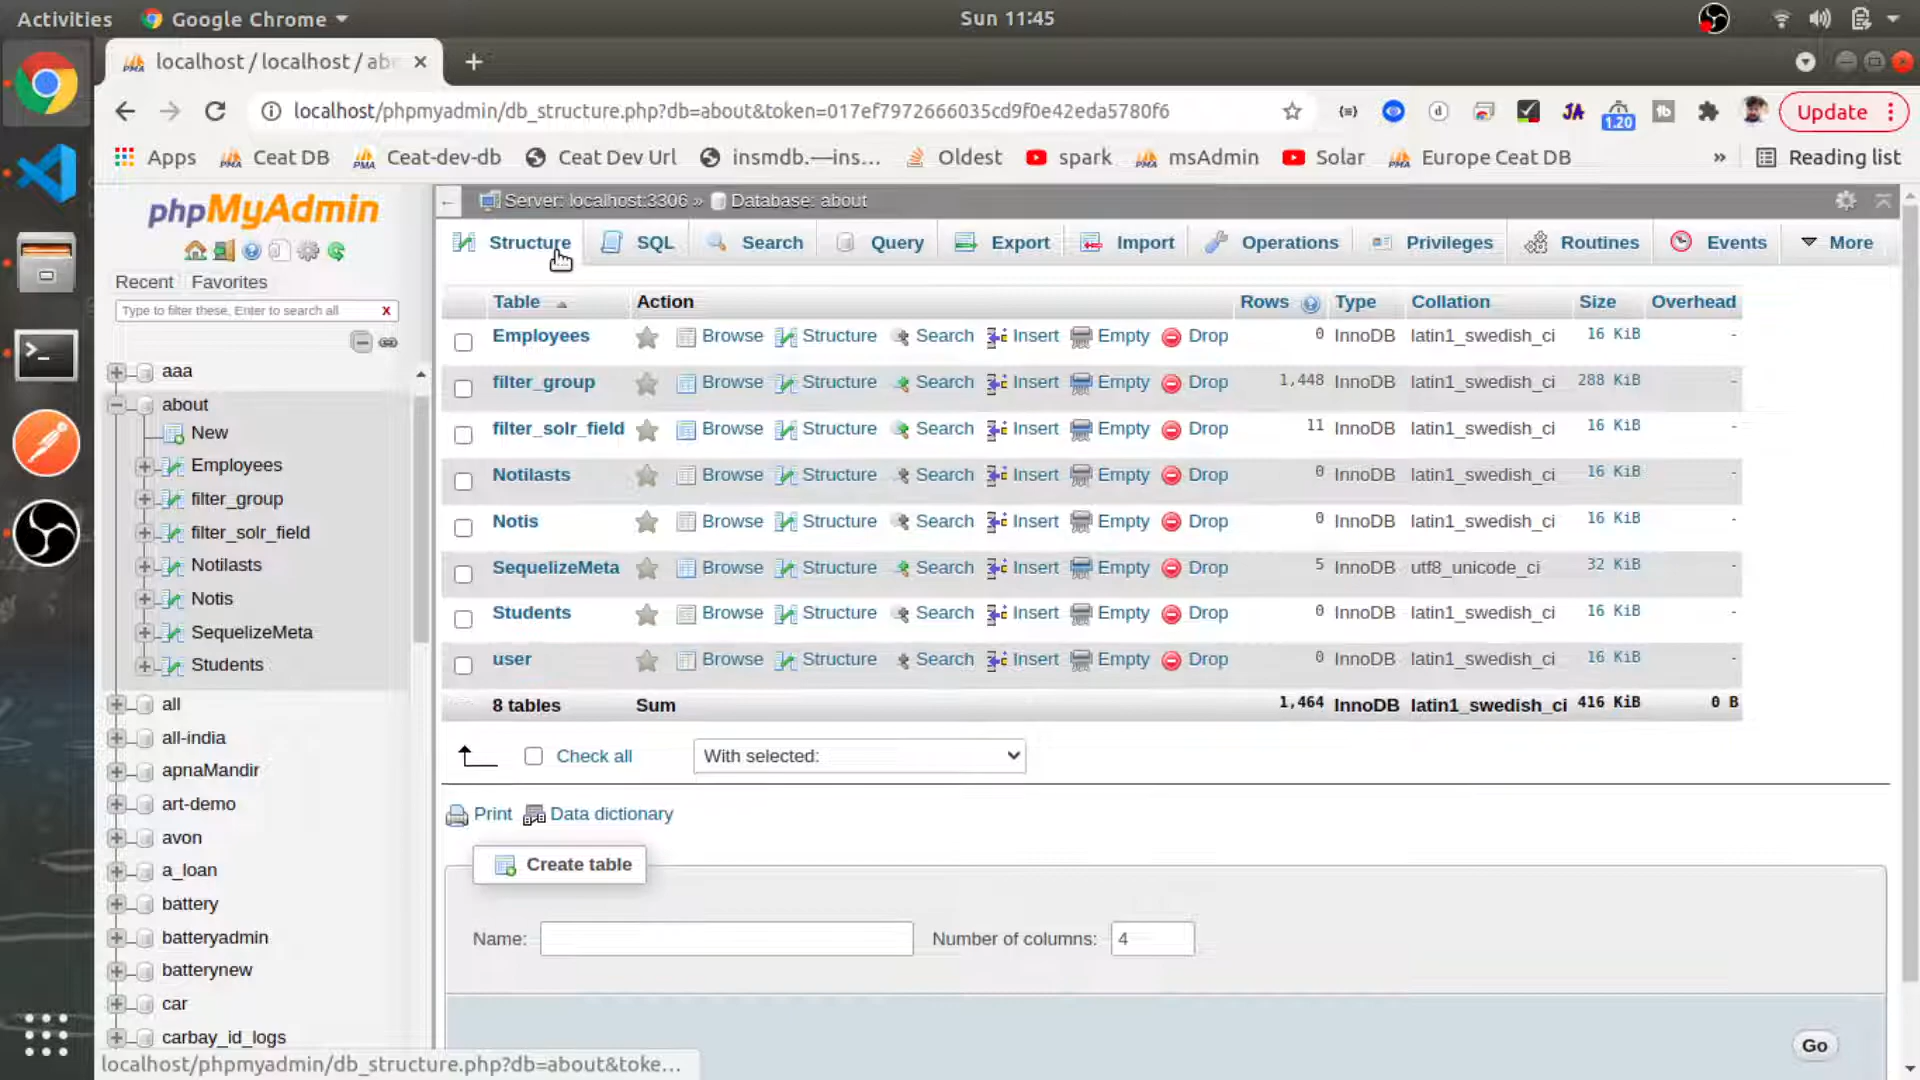 Activities
Google Chrome
Sun 11:45
localhost / localhost / abo
localhost/phpmyadmin/db_structure.php?db=about&token=017ef7972666035cd9f0e42eda5780f6
1.20
Update
Apps
Ceat DB
Ceat-dev-db
Ceat Dev Url
insmdb.—ins...
Oldest
spark
msAdmin
Solar
Europe Ceat DB
»
Reading list
phpMyAdmin
Recent
Favorites
Type to filter these, Enter to search all
X
aaa
about
New
Employees
filter_group
filter_solr_field
Notilasts
Notis
SequelizeMeta
Students
all
all-india
apnaMandir
art-demo
avon
a_loan
battery
batteryadmin
batterynew
car
carbay_id_logs
Server: localhost:3306 » Database: about
Structure
SQL
Search
Query
Export
Import
Operations
Privileges
Routines
Events
More
Table Action Rows Type Collation Size Overhead
Employees Browse Structure Search Insert Empty Drop 0 InnoDB latin1_swedish_ci 16 KiB -
filter_group Browse Structure Search Insert Empty Drop 1,448 InnoDB latin1_swedish_ci 288 KiB -
filter_solr_field Browse Structure Search Insert Empty Drop 11 InnoDB latin1_swedish_ci 16 KiB -
Notilasts Browse Structure Search Insert Empty Drop 0 InnoDB latin1_swedish_ci 16 KiB -
Notis Browse Structure Search Insert Empty Drop 0 InnoDB latin1_swedish_ci 16 KiB -
SequelizeMeta Browse Structure Search Insert Empty Drop 5 InnoDB utf8_unicode_ci 32 KiB -
Students Browse Structure Search Insert Empty Drop 0 InnoDB latin1_swedish_ci 16 KiB -
user Browse Structure Search Insert Empty Drop 0 InnoDB latin1_swedish_ci 16 KiB -
8 tables Sum 1,464 InnoDB latin1_swedish_ci 416 KiB 0 B
Check all
With selected:
Print
Data dictionary
Create table
Name:
Number of columns: 4
Go
localhost/phpmyadmin/db_structure.php?db=about&toke...